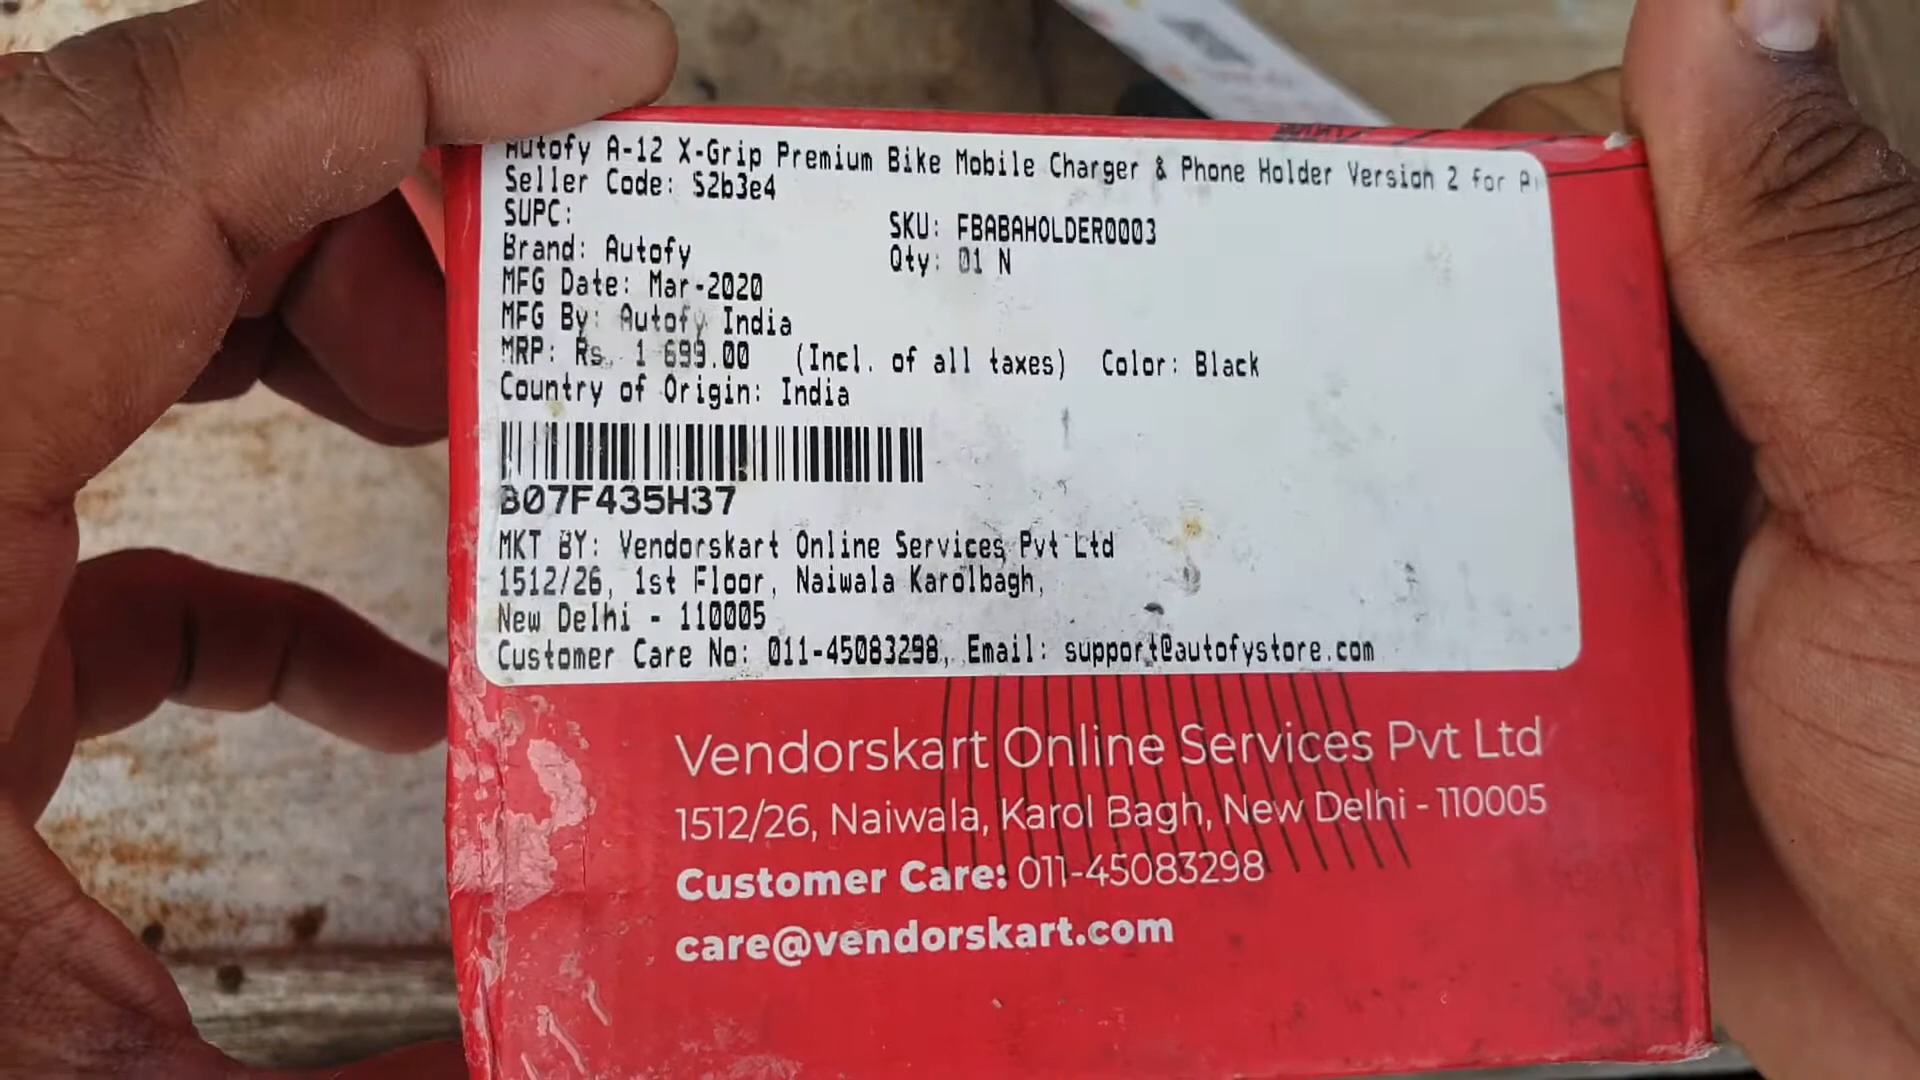 Autofy A-12 X-Grip Premium Bike Mobile Charger & Phone Holder Version 2 for
Seller Code: S2b3e4
SUPC:
SKU: FBABAHOLDER0003
Brand: Autofy
Qty: 01 N
MFG Date: Mar-2020
MFG By: Autofy India
MRP: Rs. 1 699.00 (Incl. of all taxes) Color: Black
Country of Origin: India
B07F435H37
MKT BY: Vendorskart Online Services Pvt Ltd
1512/26, 1st Floor, Naiwala Karolbagh,
New Delhi - 110005
Customer Care No: 011-45083298, Email: support@autofystore.com
Vendorskart Online Services Pvt Ltd
1512/26, Naiwala, Karol Bagh, New Delhi - 110005
Customer Care: 011-45083298
care@vendorskart.com